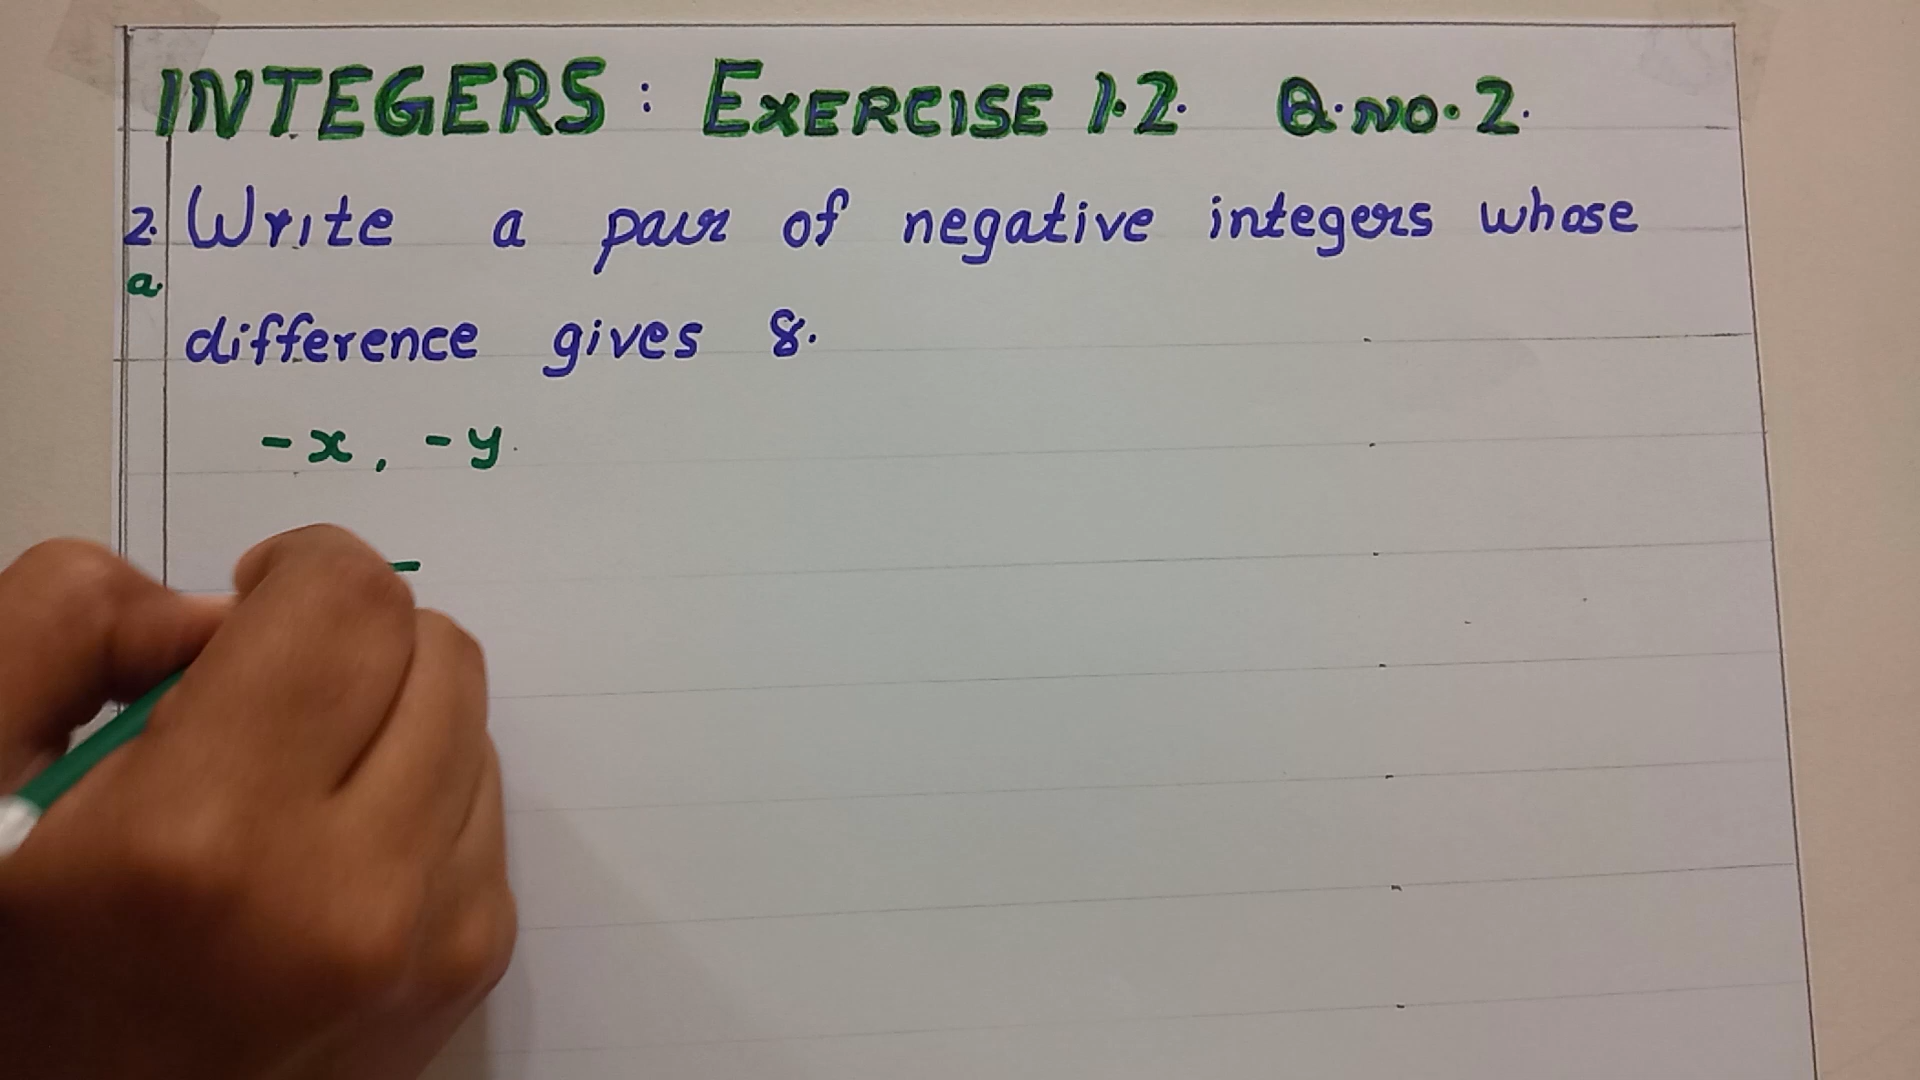 INTEGERS: EXERCISE 1.2. Q.NO.2.
2. Write a pair of negative integers whose
a.
difference gives 8.
-x, -y
-